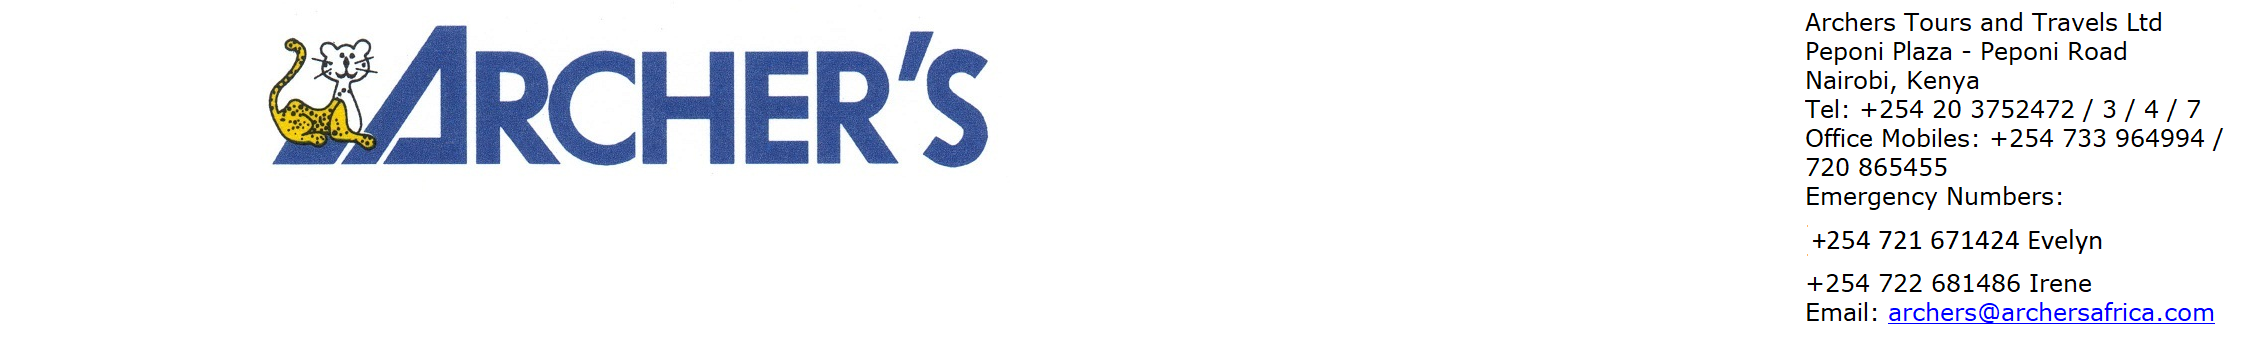 ARCHER'S
Archers Tours and Travels Ltd
Peponi Plaza - Peponi Road
Nairobi, Kenya
Tel: +254 20 3752472 / 3 / 4 / 7
Office Mobiles: +254 733 964994 /
720 865455
Emergency Numbers:
+254 721 671424 Evelyn
+254 722 681486 Irene
Email: archers@archersafrica.com